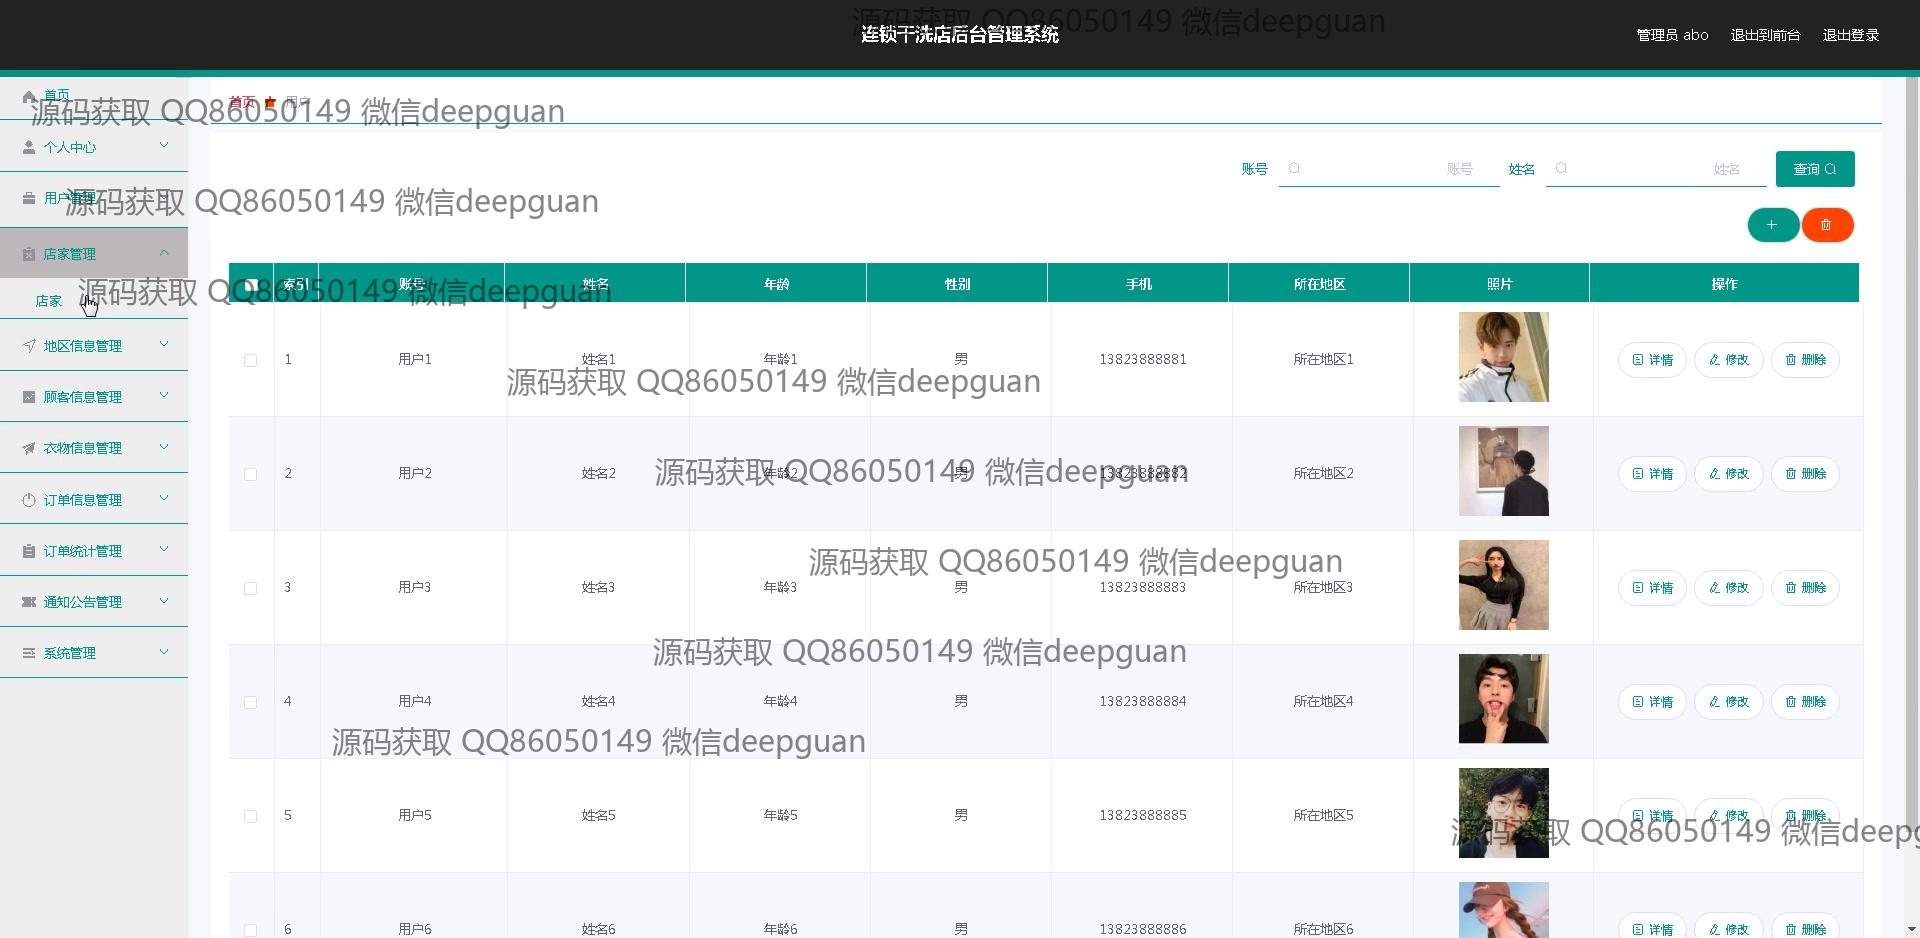 源码获取 QQ86050149 微信deepguan
连锁干洗店后台管理系统
管理员 abo 退出到前台 退出登录
首页
首页 用户
源码获取 QQ86050149 微信deepguan
个人中心
账号 账号 姓名 姓名 查询
用户管理
源码获取 QQ86050149 微信deepguan
店家管理
索引 账号 姓名 年龄 性别 手机 所在地区 照片 操作
店家
源码获取 QQ86050149 微信deepguan
地区信息管理
1 用户1 姓名1 年龄1 男 13823888881 所在地区1 详情 修改 删除
源码获取 QQ86050149 微信deepguan
顾客信息管理
衣物信息管理
2 用户2 姓名2 年龄2 男 13823888882 所在地区2 详情 修改 删除
源码获取 QQ86050149 微信deepguan
订单信息管理
订单统计管理
源码获取 QQ86050149 微信deepguan
3 用户3 姓名3 年龄3 男 13823888883 所在地区3 详情 修改 删除
通知公告管理
系统管理
源码获取 QQ86050149 微信deepguan
4 用户4 姓名4 年龄4 男 13823888884 所在地区4 详情 修改 删除
源码获取 QQ86050149 微信deepguan
5 用户5 姓名5 年龄5 男 13823888885 所在地区5 详情 修改 删除
源码获取 QQ86050149 微信deepg
6 用户6 姓名6 年龄6 男 13823888886 所在地区6 详情 修改 删除